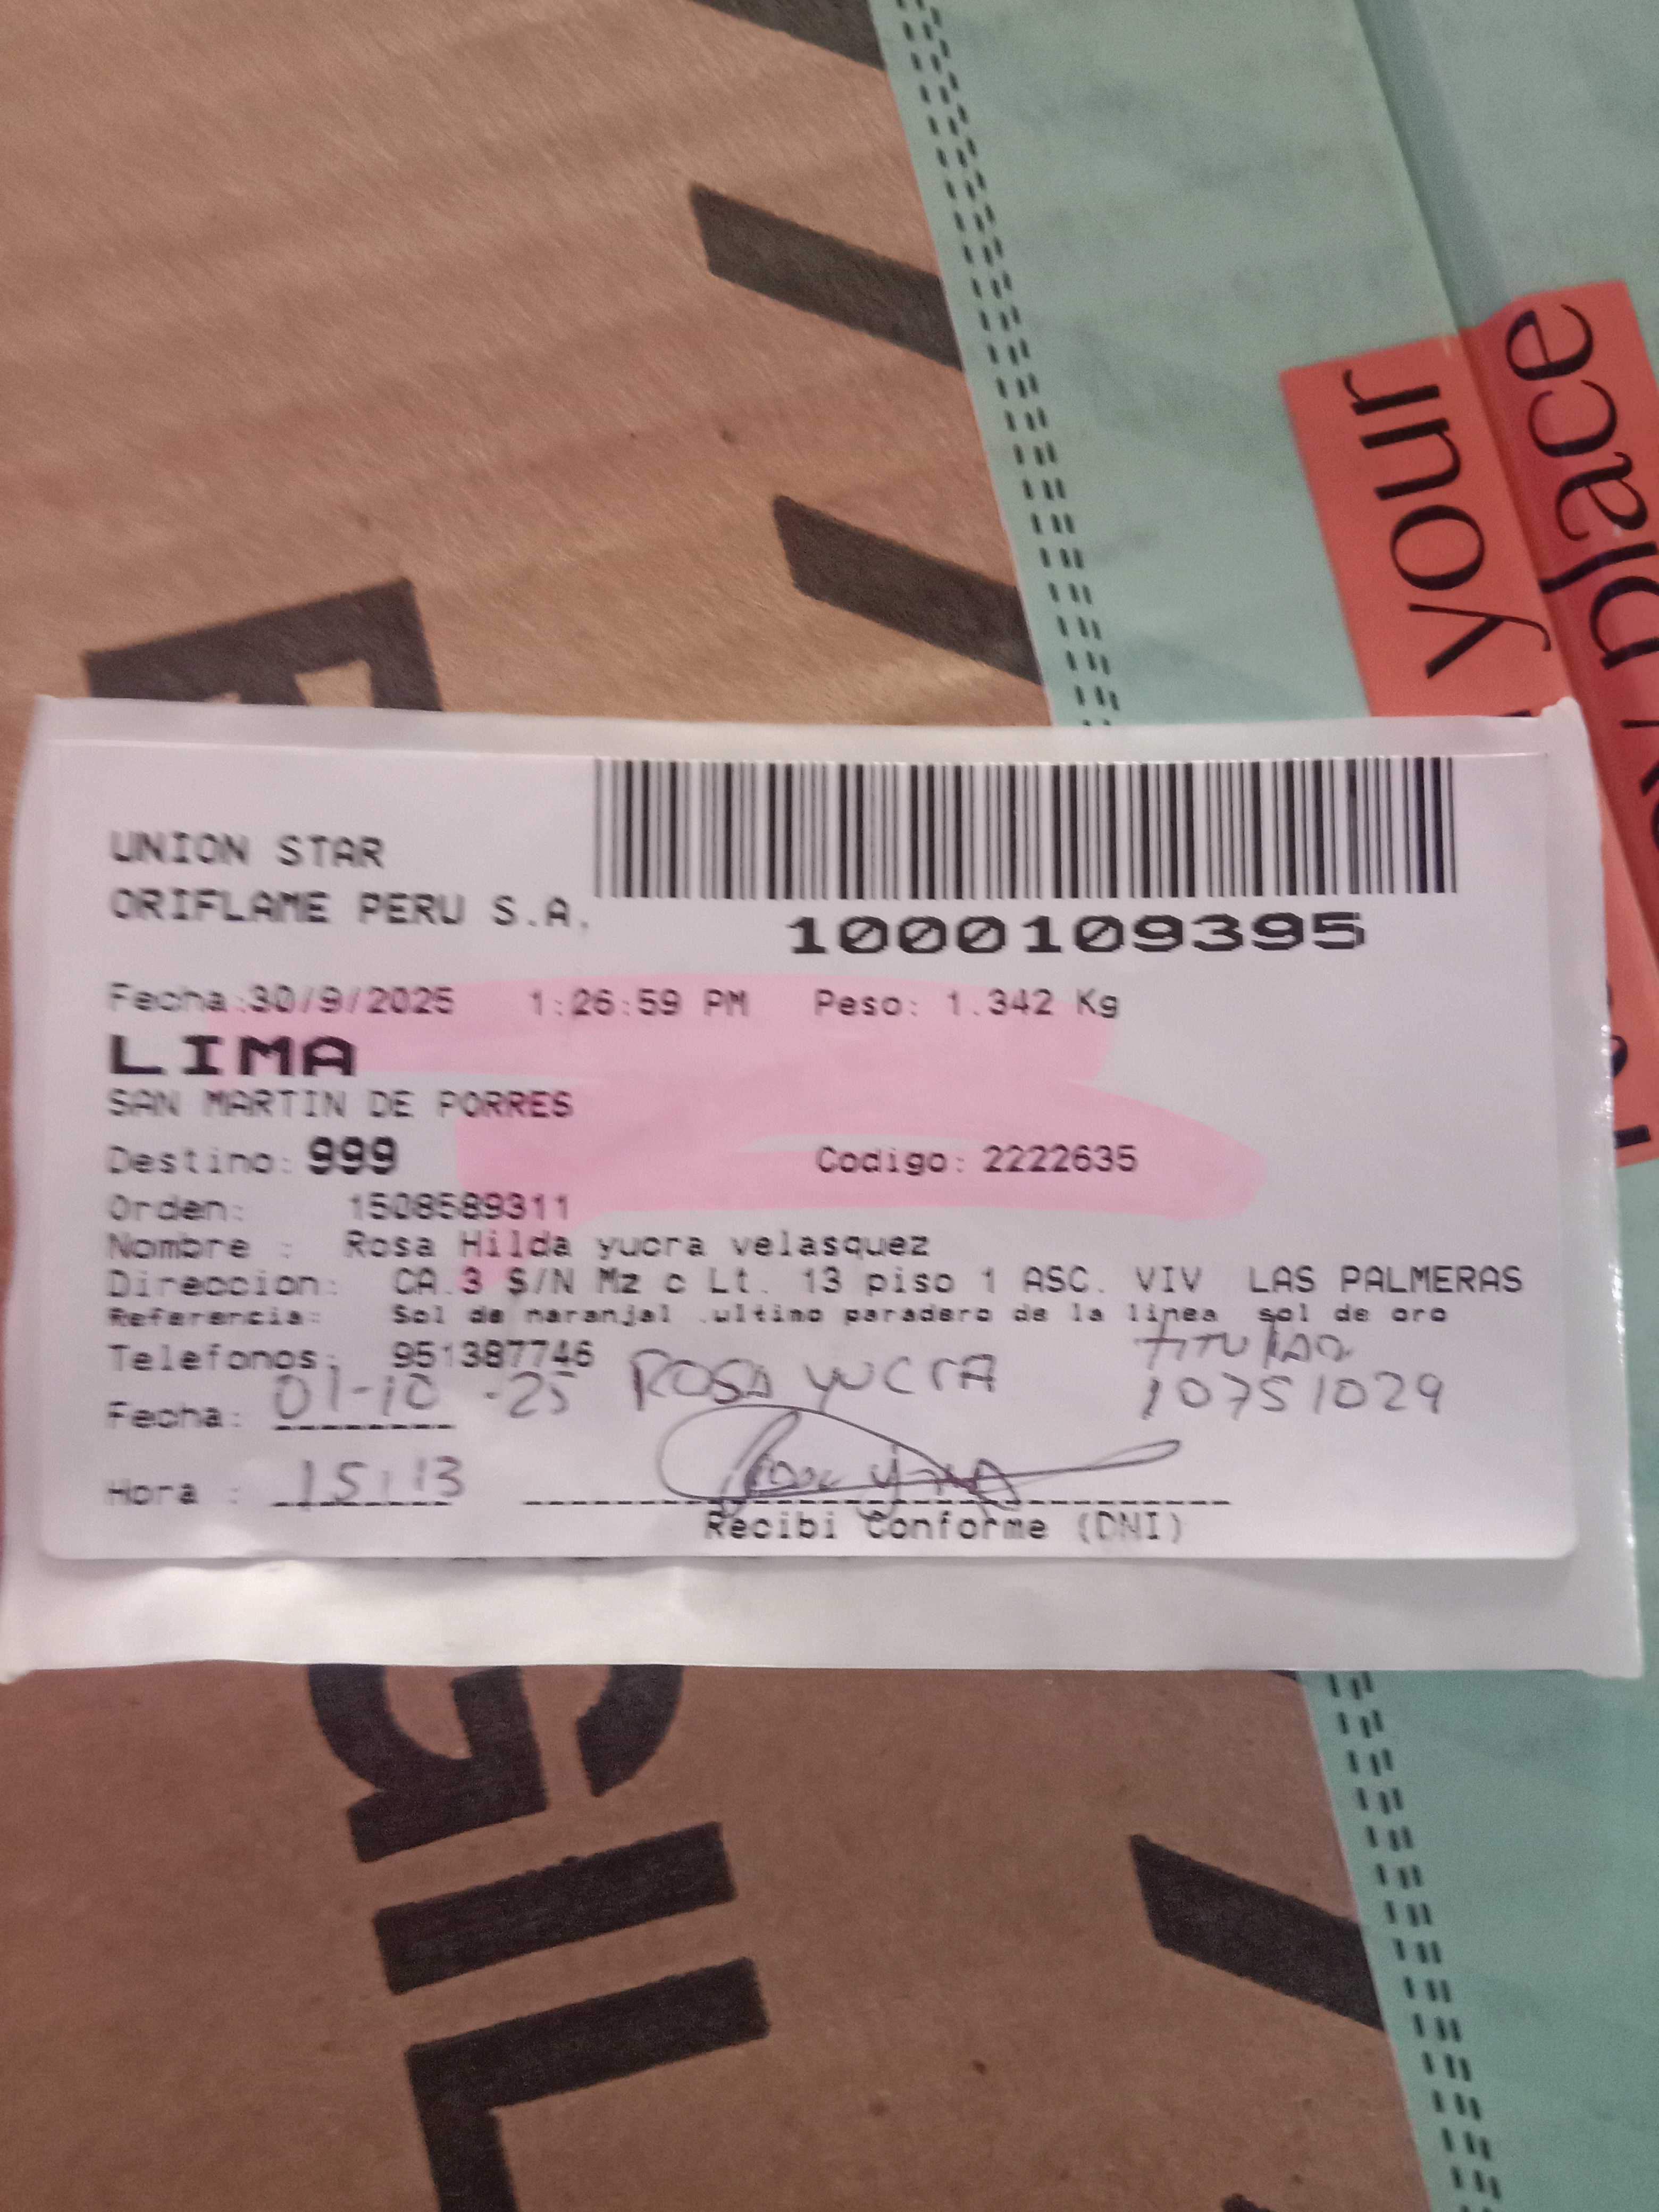 your
place
UNION STAR
ORIFLAME PERU S.A.
1000109395
Fecha:30/9/2025 1:26:59 PM Peso: 1.342 Kg
LIMA
SAN MARTIN DE PORRES
Destino: 999 Codigo: 2222635
Orden: 1508589311
Nombre : Rosa Hilda yucra velasquez
Direccion: CA.3 S/N Mz c Lt. 13 piso 1 ASC. VIV LAS PALMERAS
Referencia: Sol de naranjal .ultimo paradero de la linea sol de oro
Telefonos: 951387746
ROSA YUCRA 10751029
Fecha: 01-10-25
Hora : 15:13
Recibi Conforme (DNI)
GIL